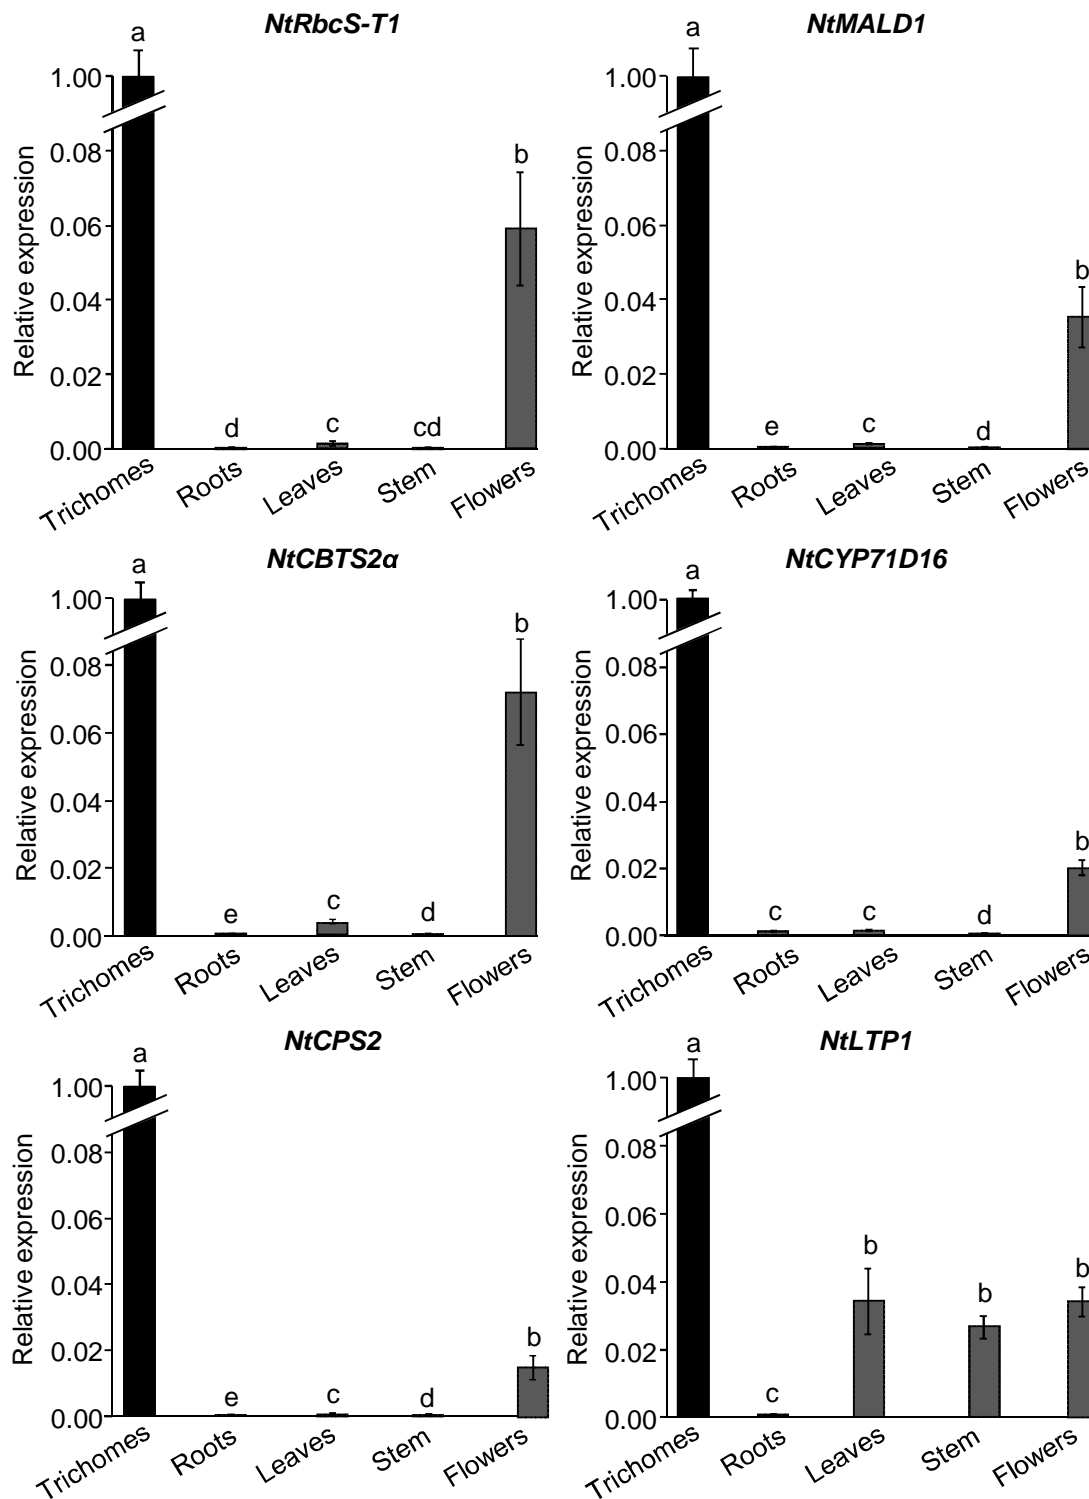 NtRbcS-T1
a
1.00
0.08
0.06
0.04
0.02
0.00
Relative expression
d
c
cd
b
Trichomes
Roots
Leaves
Stem
Flowers
NtMALD1
a
1.00
0.08
0.06
0.04
0.02
0.00
Relative expression
e
c
d
b
Trichomes
Roots
Leaves
Stem
Flowers
NtCBTS2α
a
1.00
0.08
0.06
0.04
0.02
0.00
Relative expression
e
c
d
b
Trichomes
Roots
Leaves
Stem
Flowers
NtCYP71D16
a
1.00
0.08
0.06
0.04
0.02
0.00
Relative expression
c
c
d
b
Trichomes
Roots
Leaves
Stem
Flowers
NtCPS2
a
1.00
0.08
0.06
0.04
0.02
0.00
Relative expression
e
c
d
b
Trichomes
Roots
Leaves
Stem
Flowers
NtLTP1
a
1.00
0.08
0.06
0.04
0.02
0.00
Relative expression
c
b
b
b
Trichomes
Roots
Leaves
Stem
Flowers